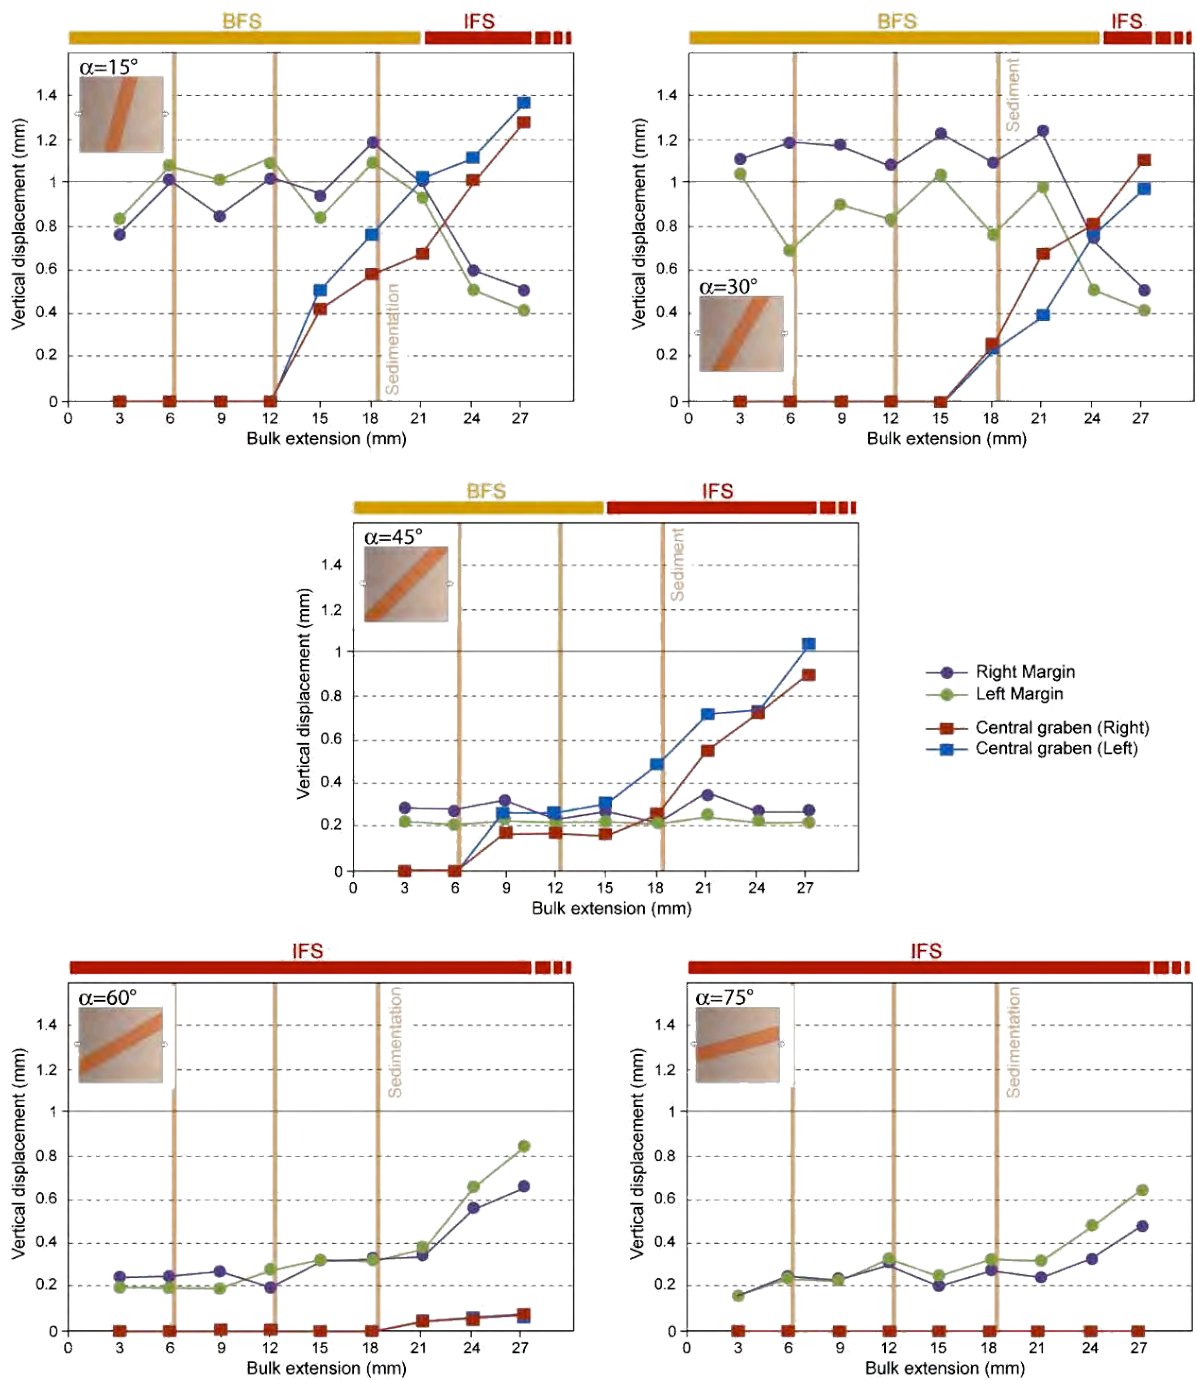 BFS IFS
α=15°
Vertical displacement (mm)
1.4
1.2
1
0.8
0.6
0.4
0.2
0
Sedimentation
0 3 6 9 12 15 18 21 24 27
Bulk extension (mm)
BFS IFS
α=30°
Vertical displacement (mm)
1.4
1.2
1
0.8
0.6
0.4
0.2
0
Sediment
0 3 6 9 12 15 18 21 24 27
Bulk extension (mm)
BFS IFS
α=45°
Vertical displacement (mm)
1.4
1.2
1
0.8
0.6
0.4
0.2
0
Sediment
0 3 6 9 12 15 18 21 24 27
Bulk extension (mm)
Right Margin
Left Margin
Central graben (Right)
Central graben (Left)
IFS
α=60°
Vertical displacement (mm)
1.4
1.2
1
0.8
0.6
0.4
0.2
0
Sedimentation
0 3 6 9 12 15 18 21 24 27
Bulk extension (mm)
IFS
α=75°
Vertical displacement (mm)
1.4
1.2
1
0.8
0.6
0.4
0.2
0
Sedimentation
0 3 6 9 12 15 18 21 24 27
Bulk extension (mm)